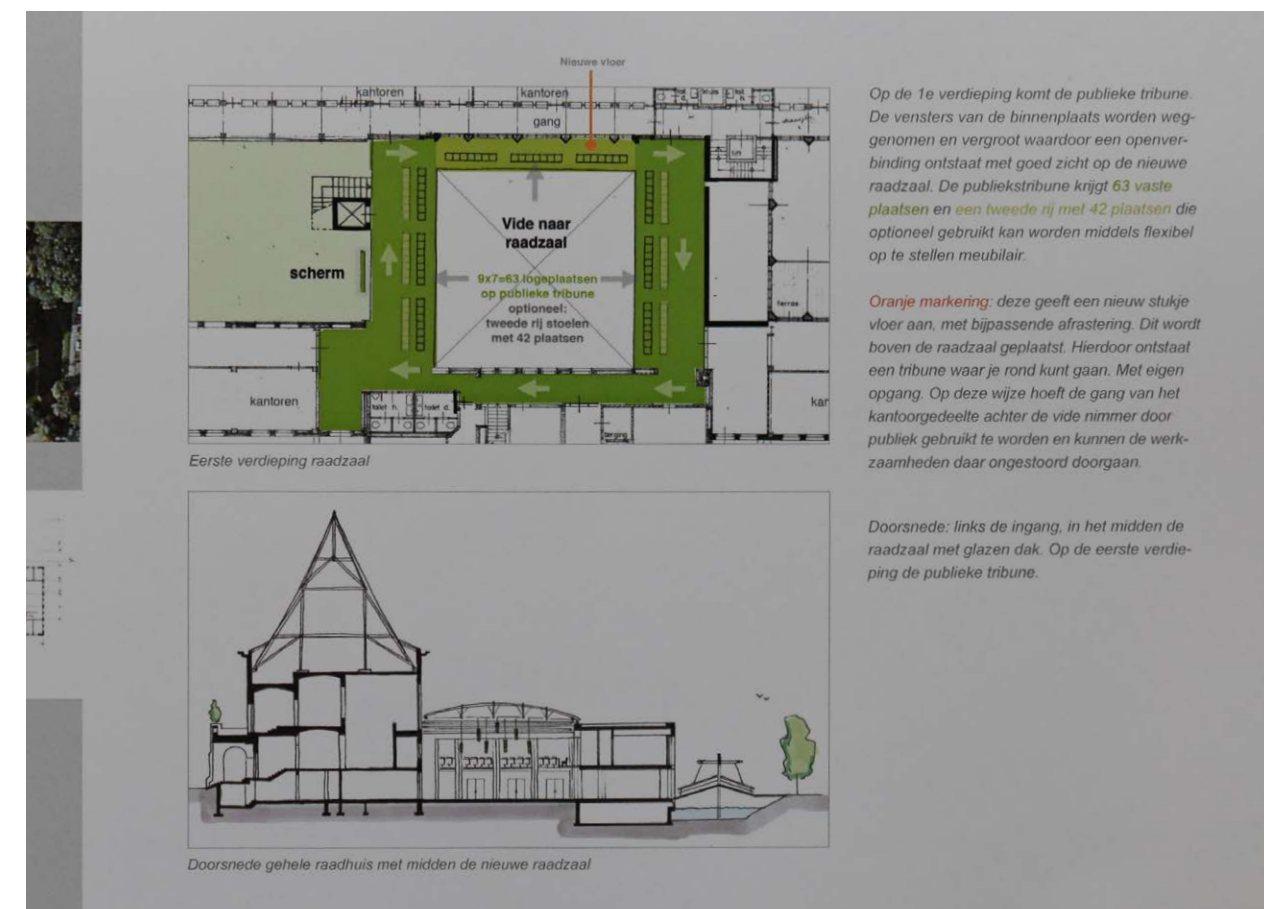 Nieuwe vloer
kantoren
kantoren
gang
Vide naar
raadzaal
scherm
9x7=63 logeplaatsen
op publieke tribune
optioneel:
tweede rij stoelen
met 42 plaatsen
terras
kantoren
toilet h.
toilet d.
berging
kan
Eerste verdieping raadzaal
Doorsnede gehele raadhuis met midden de nieuwe raadzaal
Op de 1e verdieping komt de publieke tribune.
De vensters van de binnenplaats worden weg-
genomen en vergroot waardoor een openver-
binding ontstaat met goed zicht op de nieuwe
raadzaal. De publiekstribune krijgt 63 vaste
plaatsen en een tweede rij met 42 plaatsen die
optioneel gebruikt kan worden middels flexibel
op te stellen meubilair.
Oranje markering: deze geeft een nieuw stukje
vloer aan, met bijpassende afrastering. Dit wordt
boven de raadzaal geplaatst. Hierdoor ontstaat
een tribune waar je rond kunt gaan. Met eigen
opgang. Op deze wijze hoeft de gang van het
kantoorgedeelte achter de vide nimmer door
publiek gebruikt te worden en kunnen de werk-
zaamheden daar ongestoord doorgaan.
Doorsnede: links de ingang, in het midden de
raadzaal met glazen dak. Op de eerste verdie-
ping de publieke tribune.